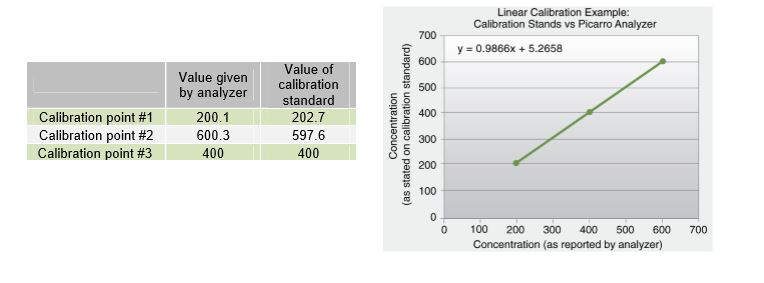 Value given
by analyzer
Value of
calibration
standard
Calibration point #1 200.1 202.7
Calibration point #2 600.3 597.6
Calibration point #3 400 400
Linear Calibration Example:
Calibration Stands vs Picarro Analyzer
y = 0.9866x + 5.2658
Concentration
(as stated on calibration standard)
700
600
500
400
300
200
100
0
0 100 200 300 400 500 600 700
Concentration (as reported by analyzer)